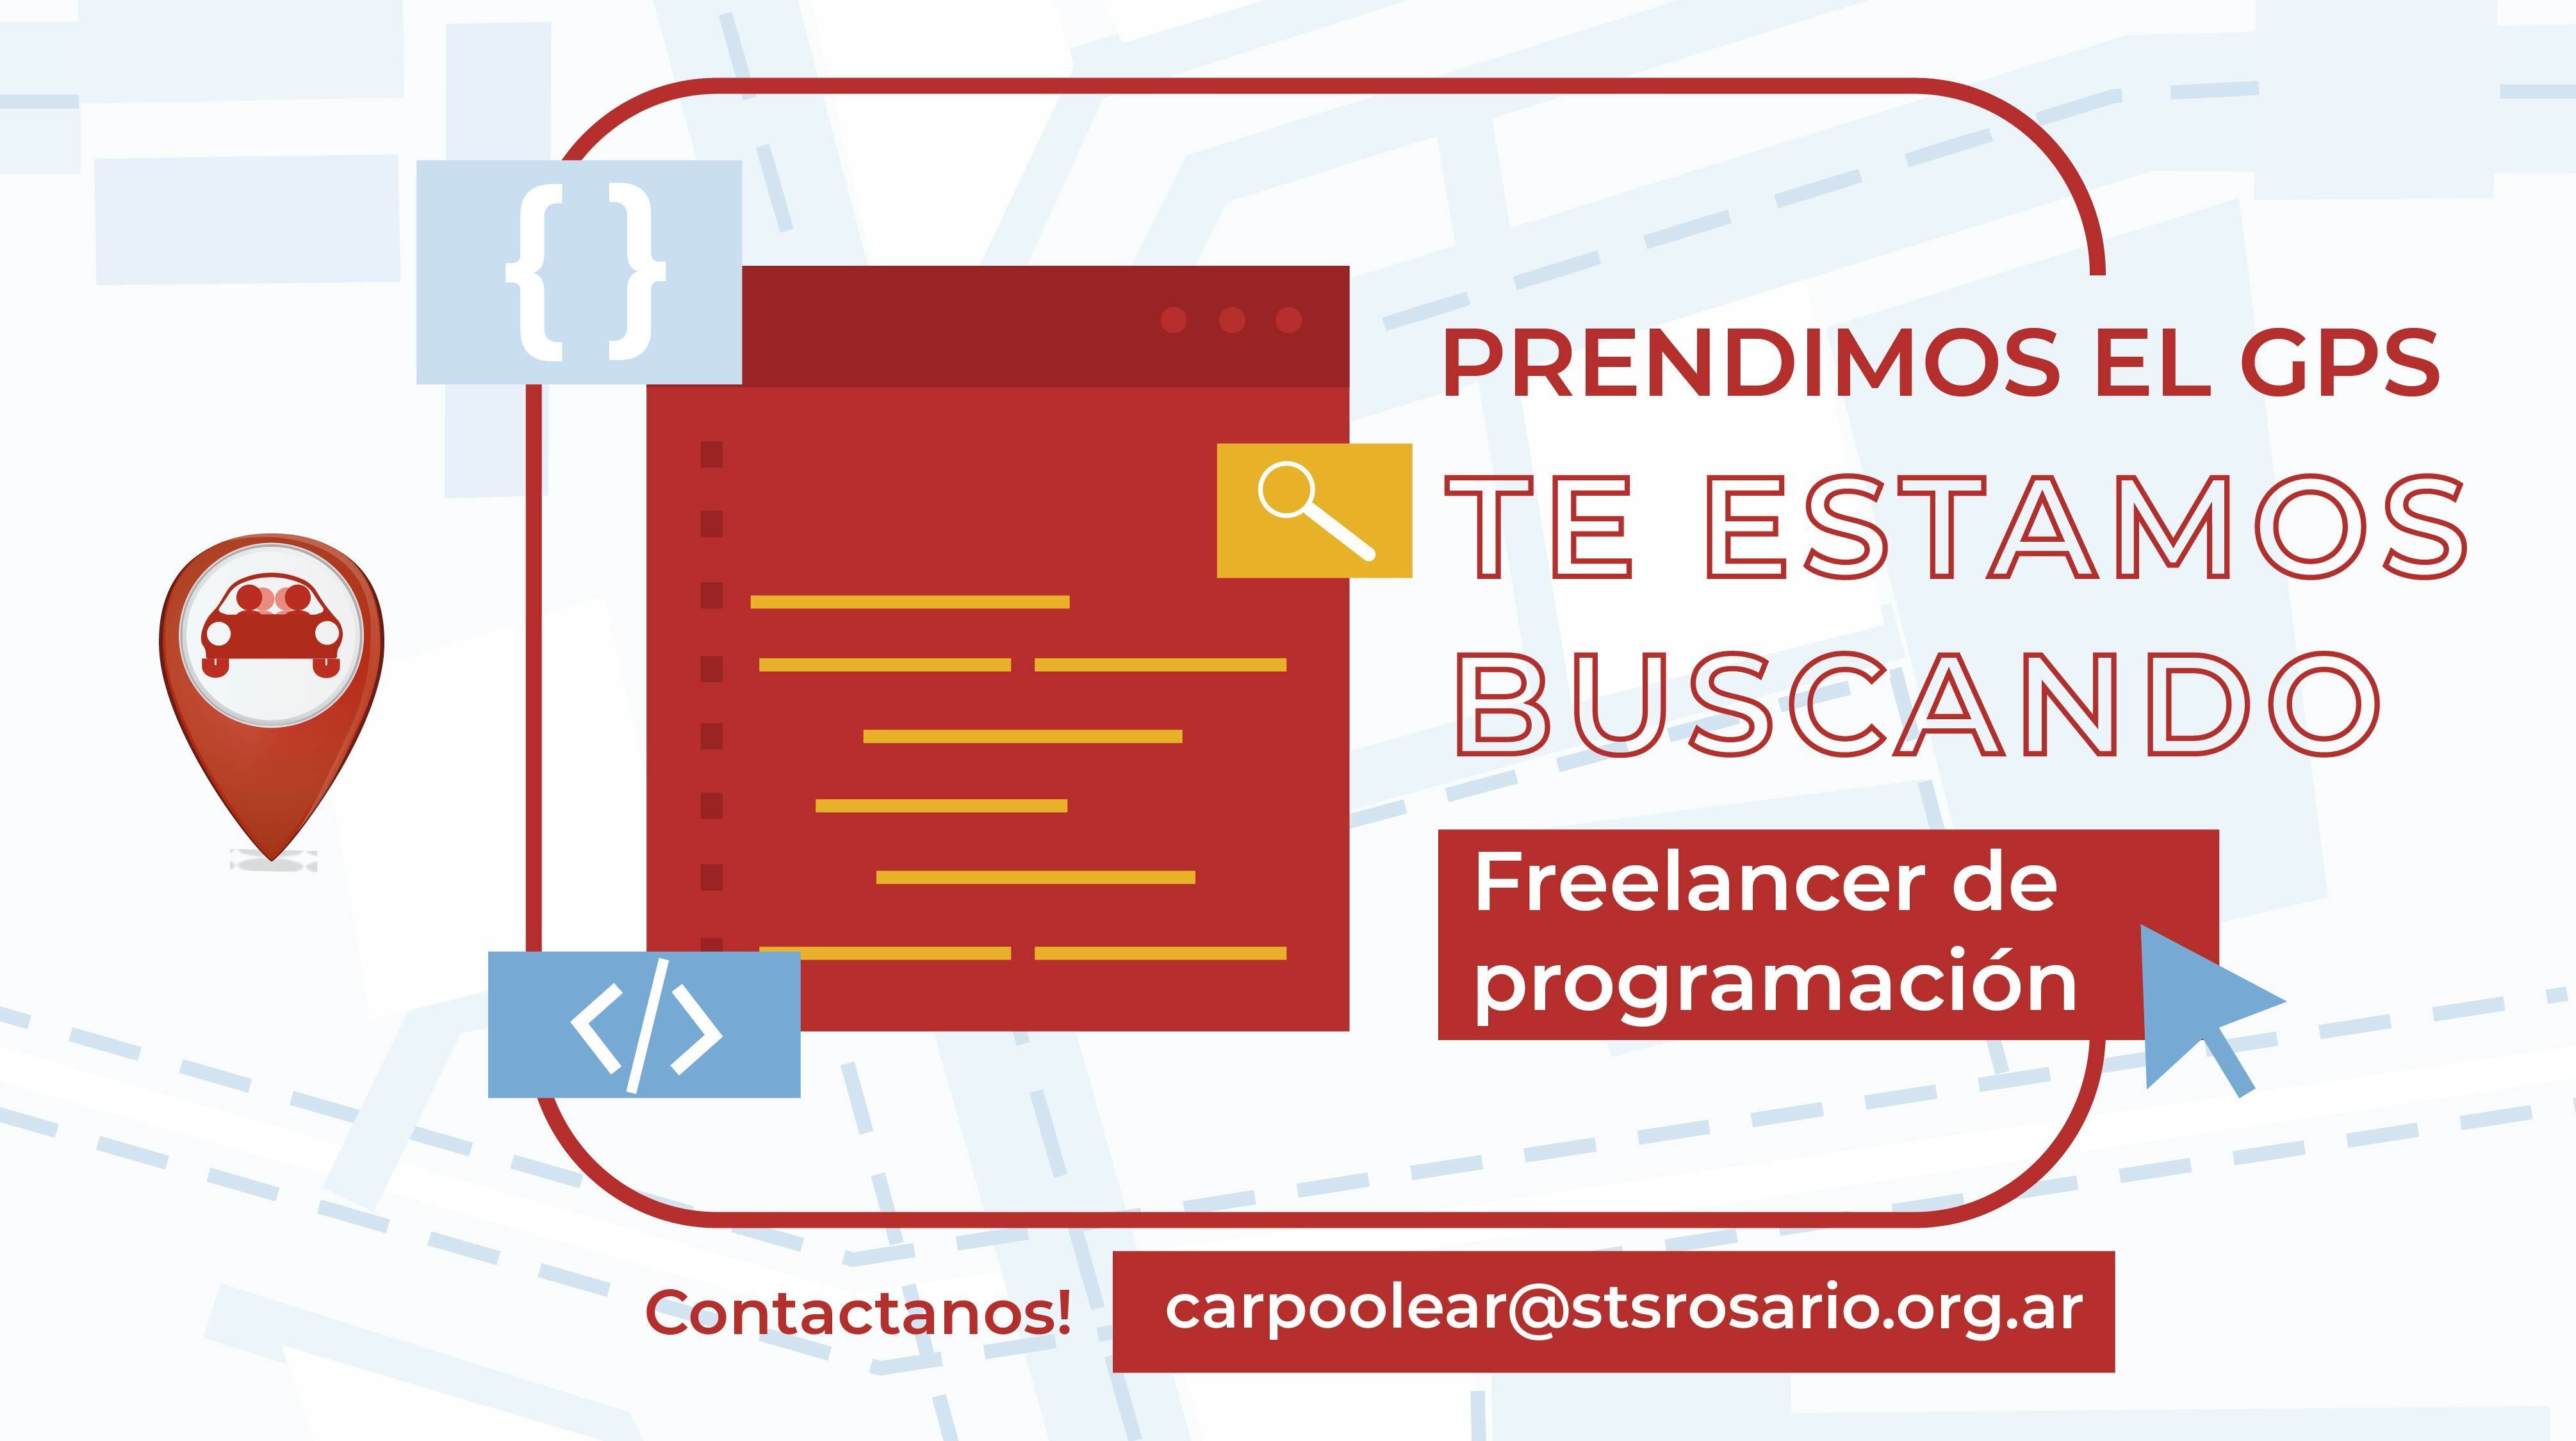 { }
PRENDIMOS EL GPS
TE ESTAMOS
BUSCANDO
Freelancer de
programación
</>
Contactanos!
carpoolear@stsrosario.org.ar